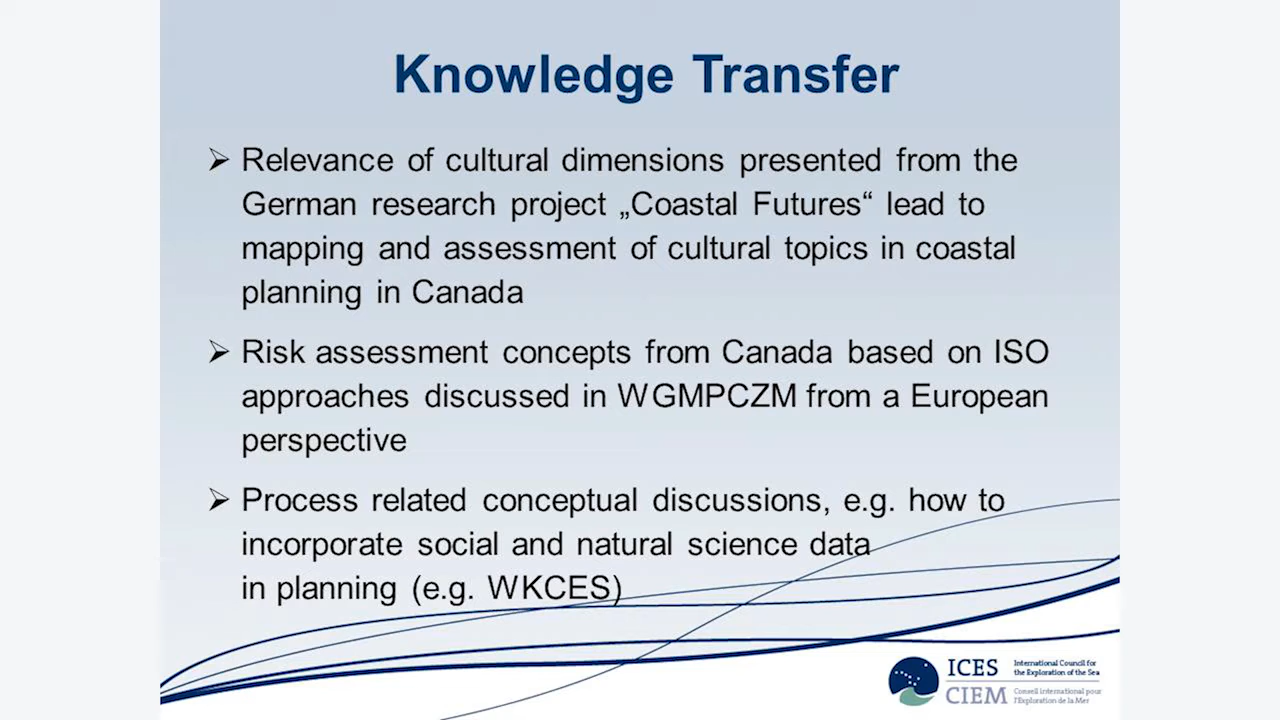 Knowledge Transfer
➢ Relevance of cultural dimensions presented from the
German research project „Coastal Futures“ lead to
mapping and assessment of cultural topics in coastal
planning in Canada
➢ Risk assessment concepts from Canada based on ISO
approaches discussed in WGMPCZM from a European
perspective
➢ Process related conceptual discussions, e.g. how to
incorporate social and natural science data
in planning (e.g. WKCES)
ICES
International Council for
the Exploration of the Sea
CIEM
Conseil International pour
l'Exploration de la Mer